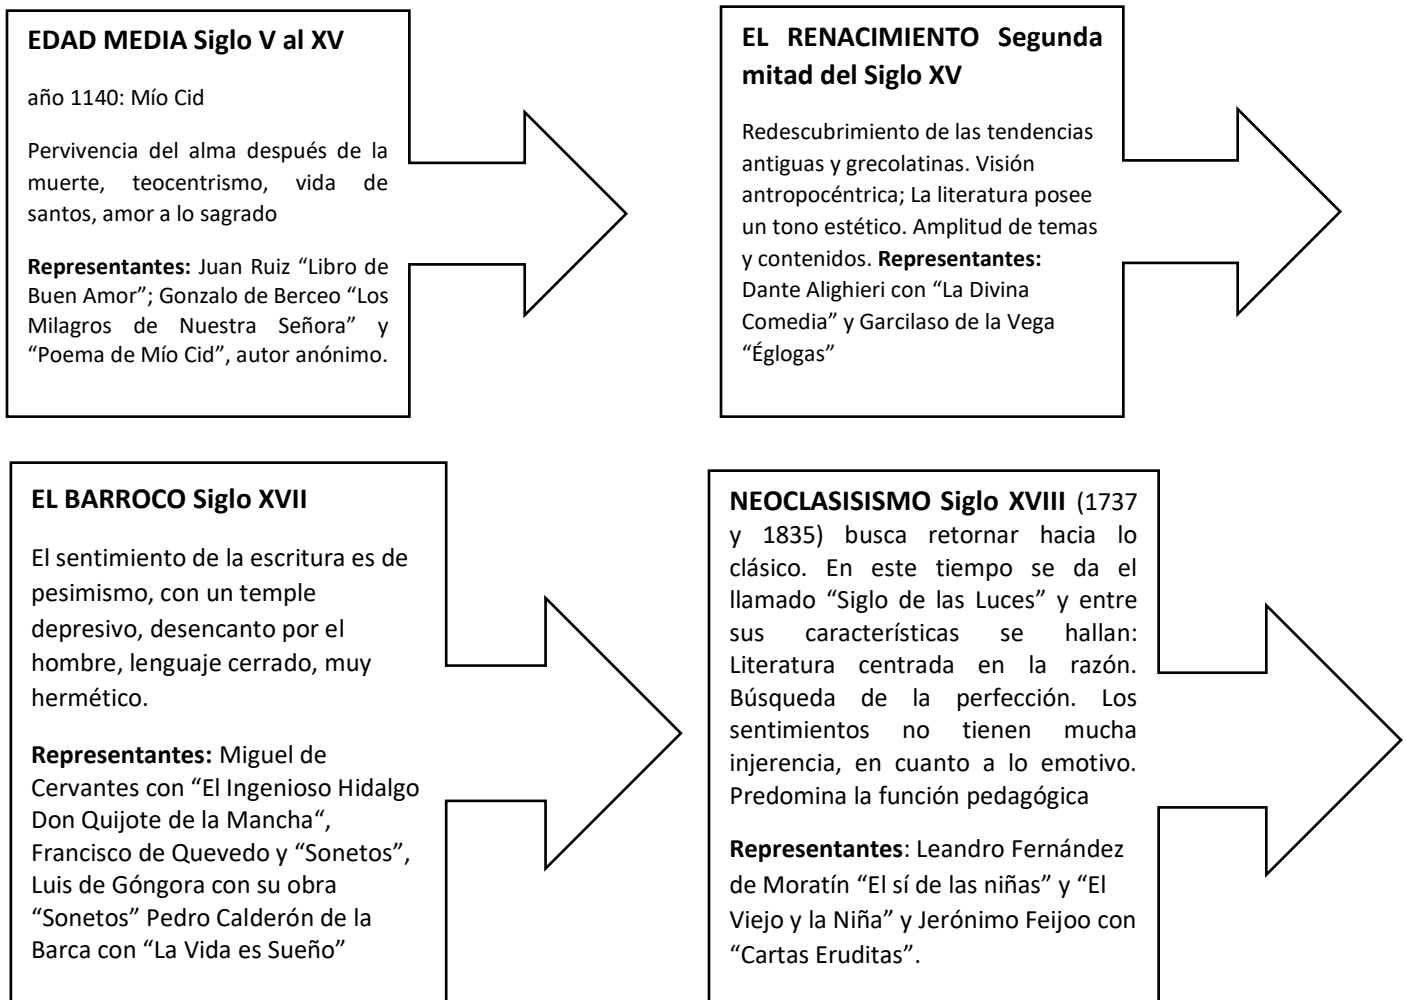 EDAD MEDIA Siglo V al XV
año 1140: Mío Cid
Pervivencia del alma después de la
muerte, teocentrismo, vida de
santos, amor a lo sagrado
Representantes: Juan Ruiz “Libro de
Buen Amor”; Gonzalo de Berceo “Los
Milagros de Nuestra Señora” y
“Poema de Mío Cid”, autor anónimo.
EL RENACIMIENTO Segunda
mitad del Siglo XV
Redescubrimiento de las tendencias
antiguas y grecolatinas. Visión
antropocéntrica; La literatura posee
un tono estético. Amplitud de temas
y contenidos. Representantes:
Dante Alighieri con “La Divina
Comedia” y Garcilaso de la Vega
“Églogas”
EL BARROCO Siglo XVII
El sentimiento de la escritura es de
pesimismo, con un temple
depresivo, desencanto por el
hombre, lenguaje cerrado, muy
hermético.
Representantes: Miguel de
Cervantes con “El Ingenioso Hidalgo
Don Quijote de la Mancha“,
Francisco de Quevedo y “Sonetos”,
Luis de Góngora con su obra
“Sonetos” Pedro Calderón de la
Barca con “La Vida es Sueño”
NEOCLASISISMO Siglo XVIII (1737
y 1835) busca retornar hacia lo
clásico. En este tiempo se da el
llamado “Siglo de las Luces” y entre
sus características se hallan:
Literatura centrada en la razón.
Búsqueda de la perfección. Los
sentimientos no tienen mucha
injerencia, en cuanto a lo emotivo.
Predomina la función pedagógica
Representantes: Leandro Fernández
de Moratín “El sí de las niñas” y “El
Viejo y la Niña” y Jerónimo Feijoo con
“Cartas Eruditas”.